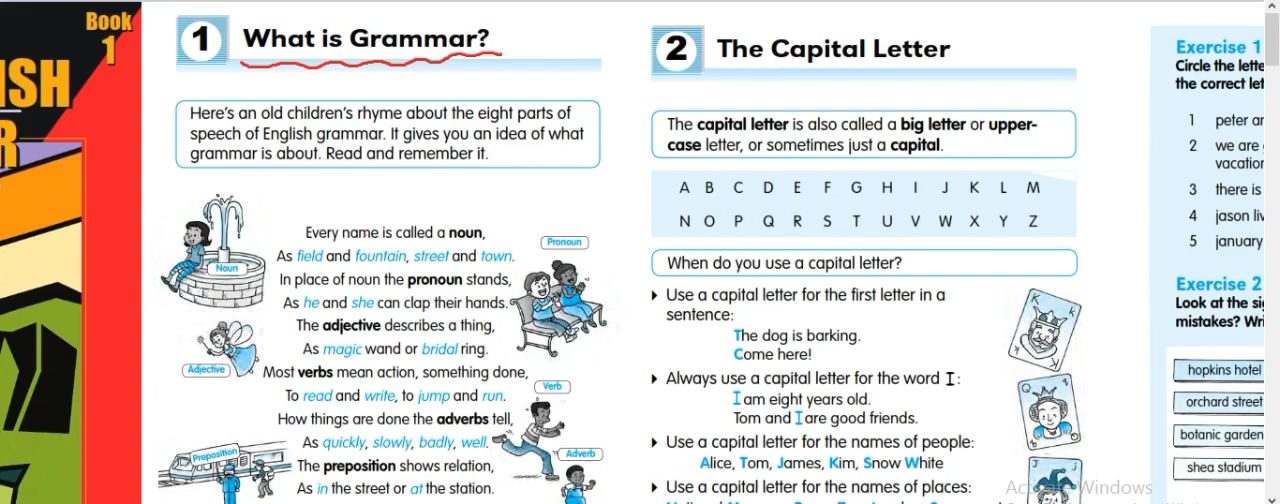 Book
1
ISH
R
1 What is Grammar?
Here's an old children's rhyme about the eight parts of
speech of English grammar. It gives you an idea of what
grammar is about. Read and remember it.
Noun
Pronoun
Adjective
Verb
Preposition
Adverb
Every name is called a noun,
As field and fountain, street and town.
In place of noun the pronoun stands,
As he and she can clap their hands.
The adjective describes a thing,
As magic wand or bridal ring.
Most verbs mean action, something done,
To read and write, to jump and run.
How things are done the adverbs tell,
As quickly, slowly, badly, well.
The preposition shows relation,
As in the street or at the station.
2 The Capital Letter
The capital letter is also called a big letter or upper-
case letter, or sometimes just a capital.
A B C D E F G H I J K L M
N O P Q R S T U V W X Y Z
When do you use a capital letter?
Use a capital letter for the first letter in a
sentence:
The dog is barking.
Come here!
Always use a capital letter for the word I:
I am eight years old.
Tom and I are good friends.
Use a capital letter for the names of people:
Alice, Tom, James, Kim, Snow White
Use a capital letter for the names of places:
K
K
K
Q
Q
J
J
Exercise 1
Circle the lette
the correct let
1 peter ar
2 we are
vacation
3 there is
4 jason liv
5 january
Exercise 2
Look at the si
mistakes? Wri
hopkins hotel
orchard street
botanic garden
shea stadium
Activate Windows